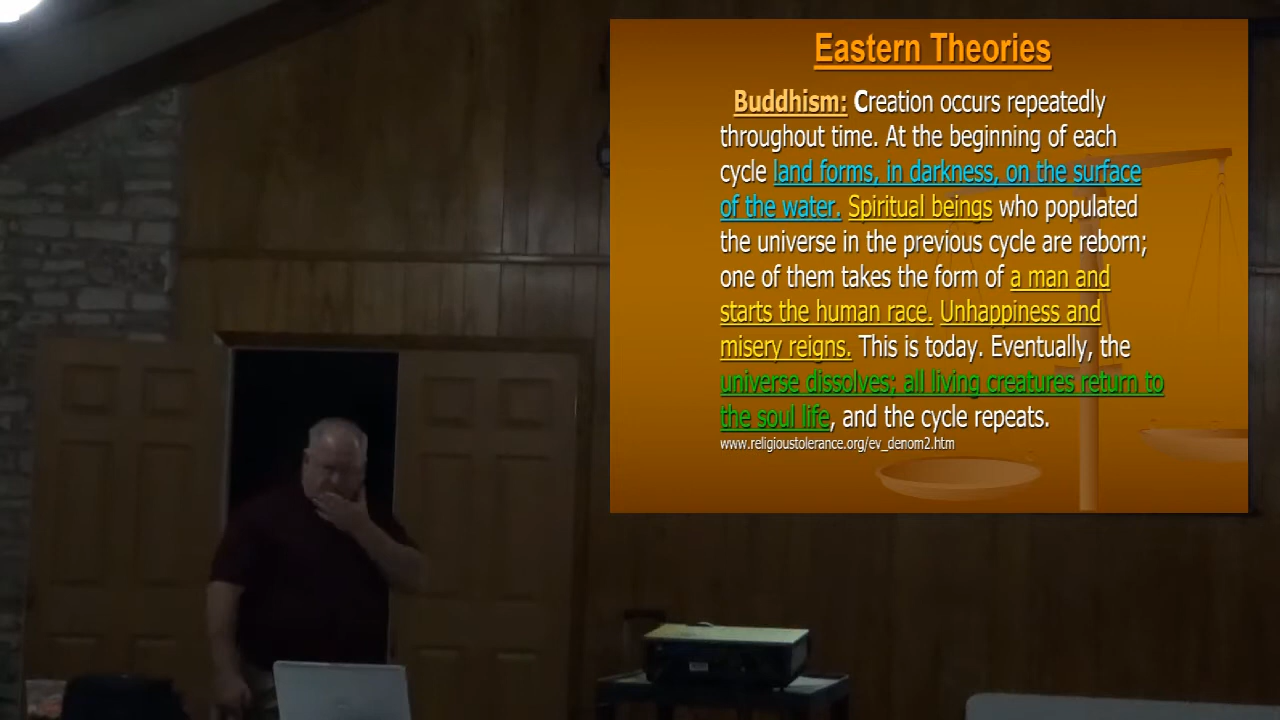 Eastern Theories
Buddhism: Creation occurs repeatedly
throughout time. At the beginning of each
cycle land forms, in darkness, on the surface
of the water. Spiritual beings who populated
the universe in the previous cycle are reborn;
one of them takes the form of a man and
starts the human race. Unhappiness and
misery reigns. This is today. Eventually, the
universe dissolves; all living creatures return to
the soul life, and the cycle repeats.
www.religioustolerance.org/ev_denom2.htm